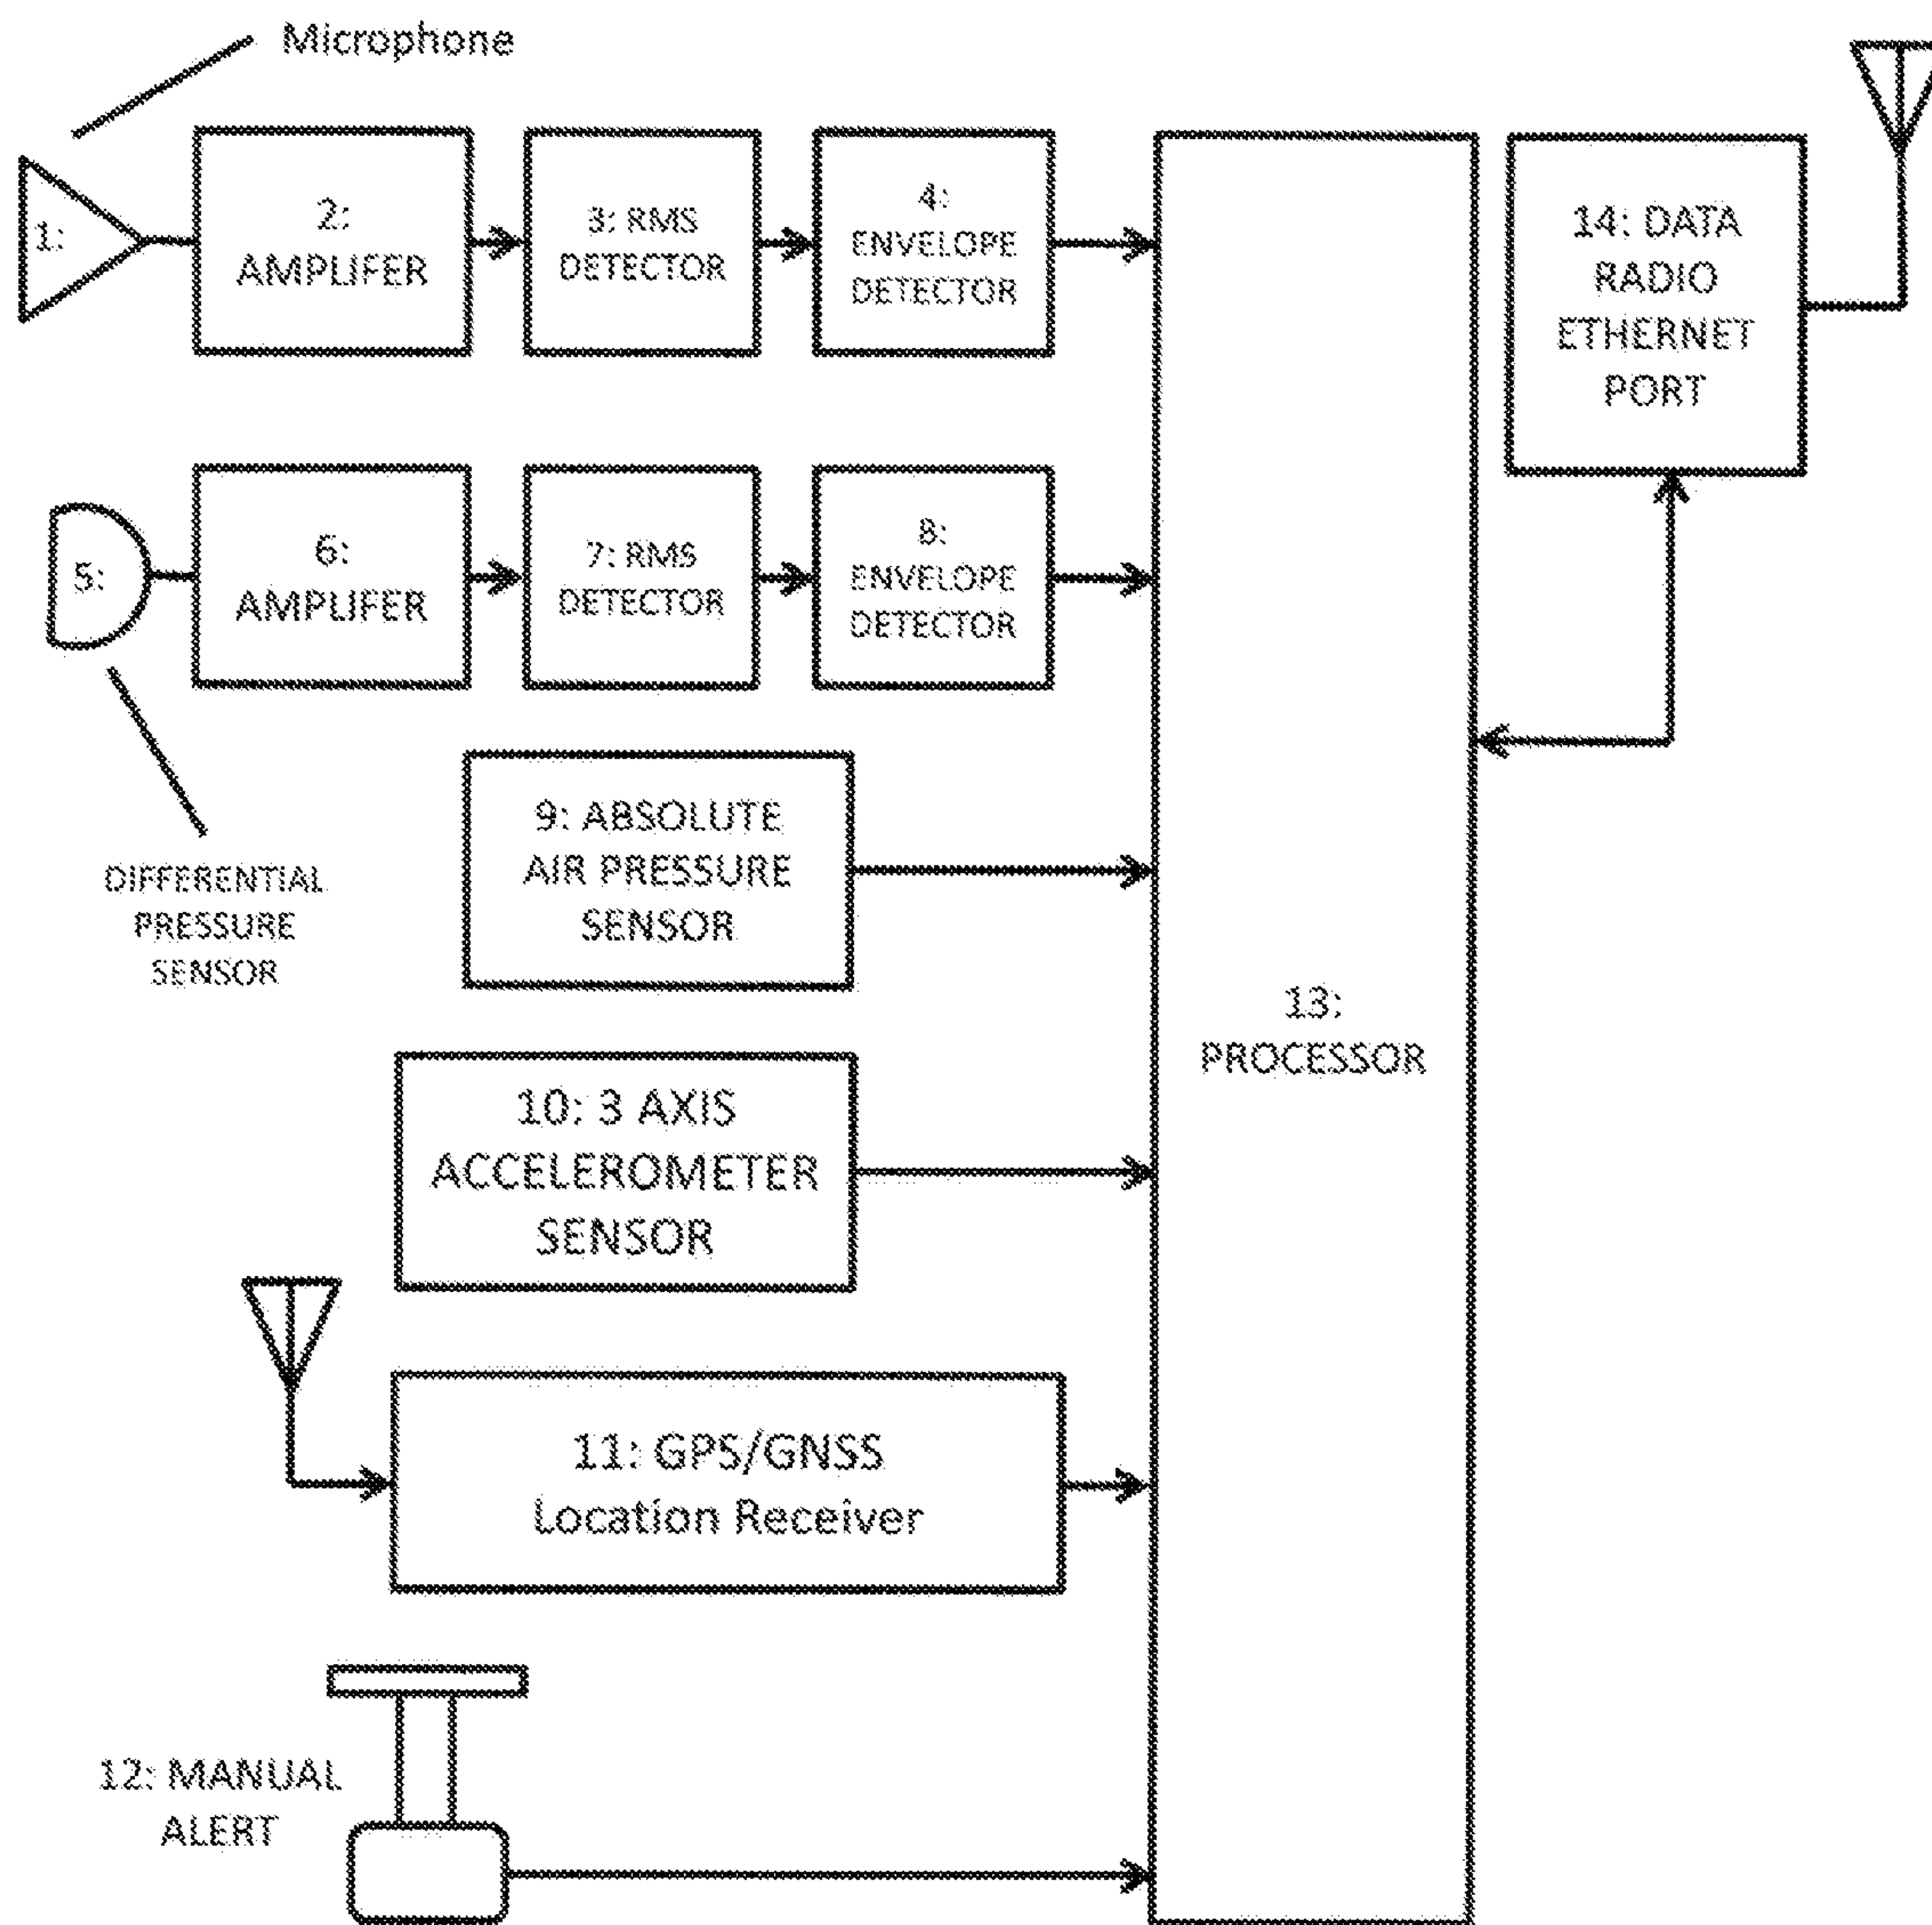 Microphone
1:
2:
AMPLIFER
3: RMS
DETECTOR
4:
ENVELOPE
DETECTOR
14: DATA
RADIO
ETHERNET
PORT
5:
6:
AMPLIFER
7: RMS
DETECTOR
8:
ENVELOPE
DETECTOR
DIFFERENTIAL
PRESSURE
SENSOR
9: ABSOLUTE
AIR PRESSURE
SENSOR
13:
PROCESSOR
10: 3 AXIS
ACCELEROMETER
SENSOR
11: GPS/GNSS
Location Receiver
12: MANUAL
ALERT